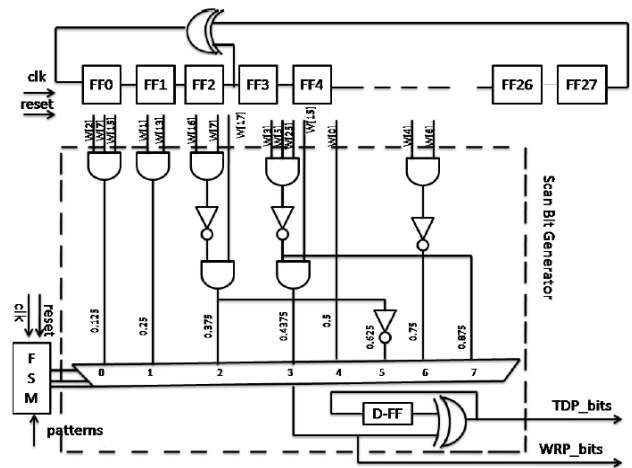 clk
reset
FF0 FF1 FF2 FF3 FF4 FF26 FF27
W[2] W[7] W[15] W[1] W[13] W[16] W[7] W[17] W[3] W[5] W[25] W[15] W[0] W[4] W[6]
Scan Bit Generator
clk
reset
0.125 0.25 0.375 0.4375 0.5 0.625 0.75 0.875
F
S
M
0 1 2 3 4 5 6 7
patterns
D-FF
TDP_bits
WRP_bits